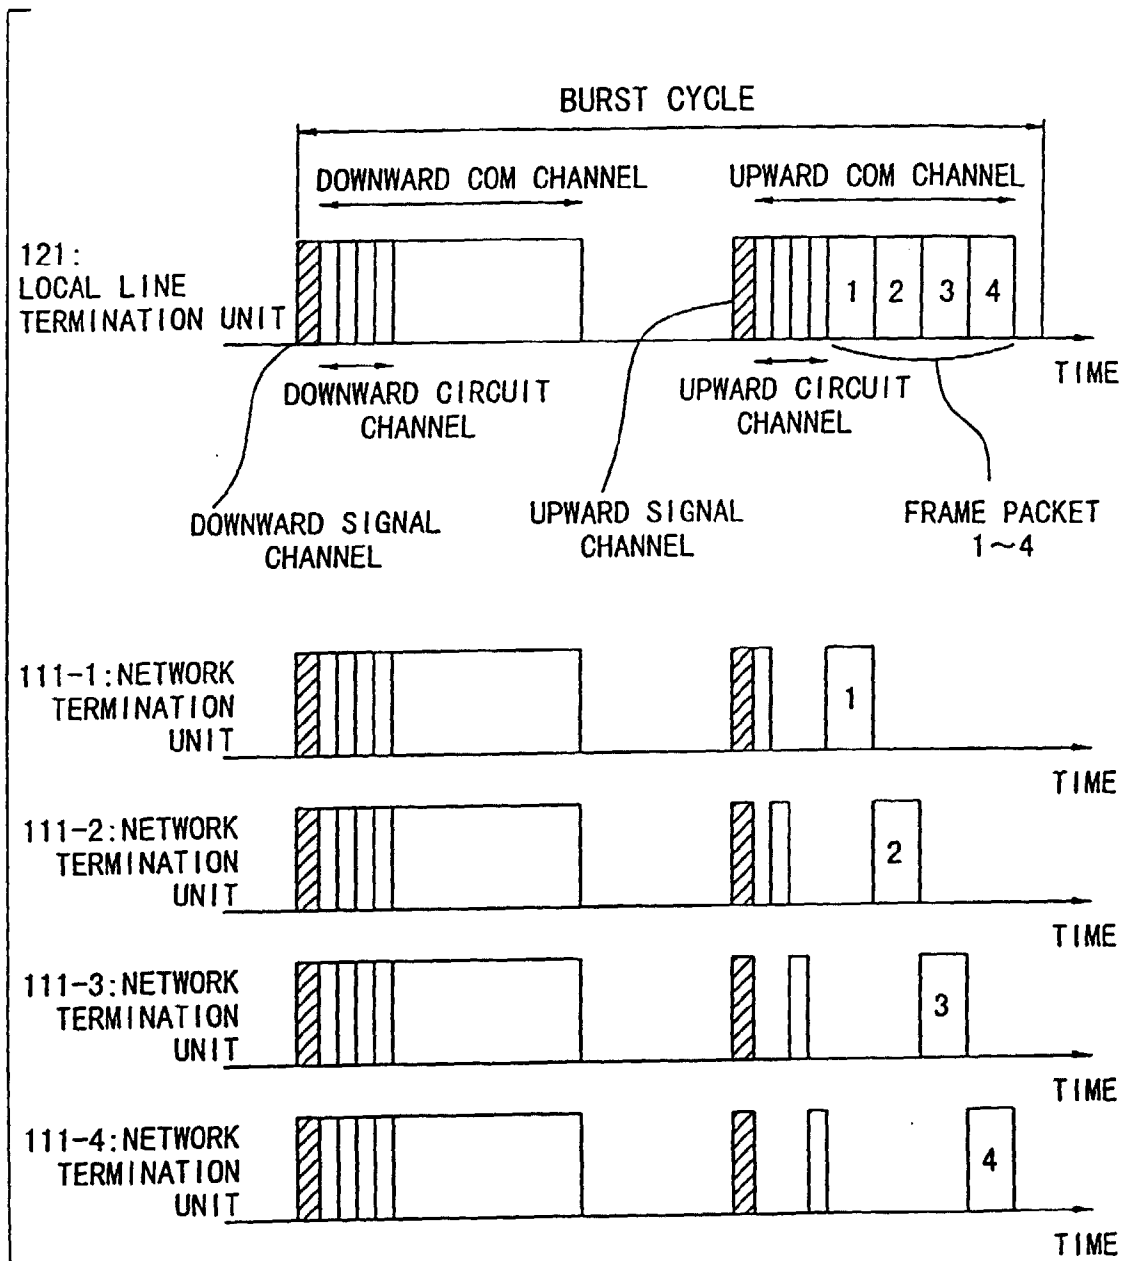 BURST CYCLE
DOWNWARD COM CHANNEL
UPWARD COM CHANNEL
121:
LOCAL LINE
TERMINATION UNIT
1 2 3 4
TIME
DOWNWARD CIRCUIT
CHANNEL
UPWARD CIRCUIT
CHANNEL
DOWNWARD SIGNAL
CHANNEL
UPWARD SIGNAL
CHANNEL
FRAME PACKET
1~4
111-1:NETWORK
TERMINATION
UNIT
1
TIME
111-2:NETWORK
TERMINATION
UNIT
2
TIME
111-3:NETWORK
TERMINATION
UNIT
3
TIME
111-4:NETWORK
TERMINATION
UNIT
4
TIME